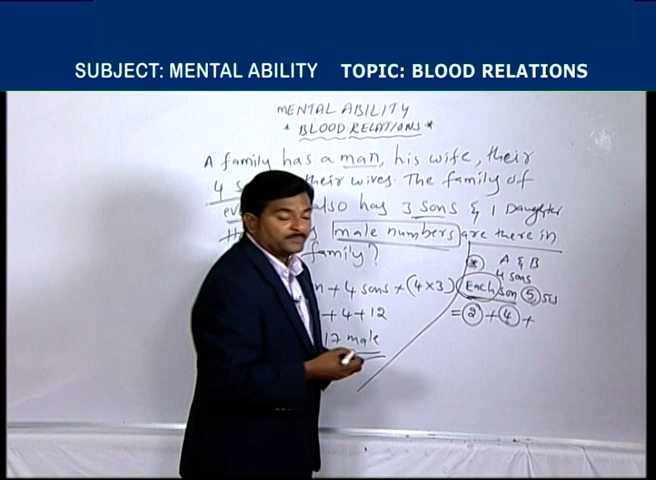 SUBJECT: MENTAL ABILITY TOPIC: BLOOD RELATIONS
MENTAL ABILITY
* BLOOD RELATIONS *
A family has a man, his wife, their
4 their wives. The family of
also has 3 sons & 1 Daughter
male numbers are there in
family?
* A & B
4 sons
+ 4 sons + (4 x 3) Each son 5
+ 4 + 12 = 2 + 4 +
17 male